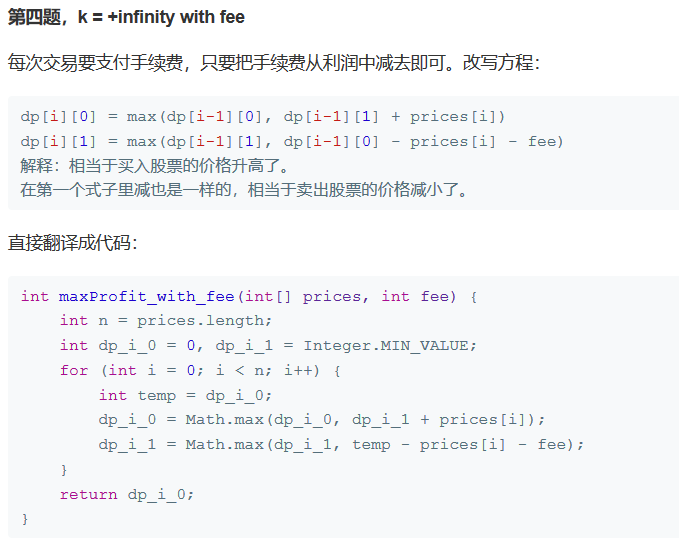 第四题，k = +infinity with fee
每次交易要支付手续费，只要把手续费从利润中减去即可。改写方程：
dp[i][0] = max(dp[i-1][0], dp[i-1][1] + prices[i])
dp[i][1] = max(dp[i-1][1], dp[i-1][0] - prices[i] - fee)
解释：相当于买入股票的价格升高了。
在第一个式子里减也是一样的，相当于卖出股票的价格减小了。
直接翻译成代码：
int maxProfit_with_fee(int[] prices, int fee) {
    int n = prices.length;
    int dp_i_0 = 0, dp_i_1 = Integer.MIN_VALUE;
    for (int i = 0; i < n; i++) {
        int temp = dp_i_0;
        dp_i_0 = Math.max(dp_i_0, dp_i_1 + prices[i]);
        dp_i_1 = Math.max(dp_i_1, temp - prices[i] - fee);
    }
    return dp_i_0;
}